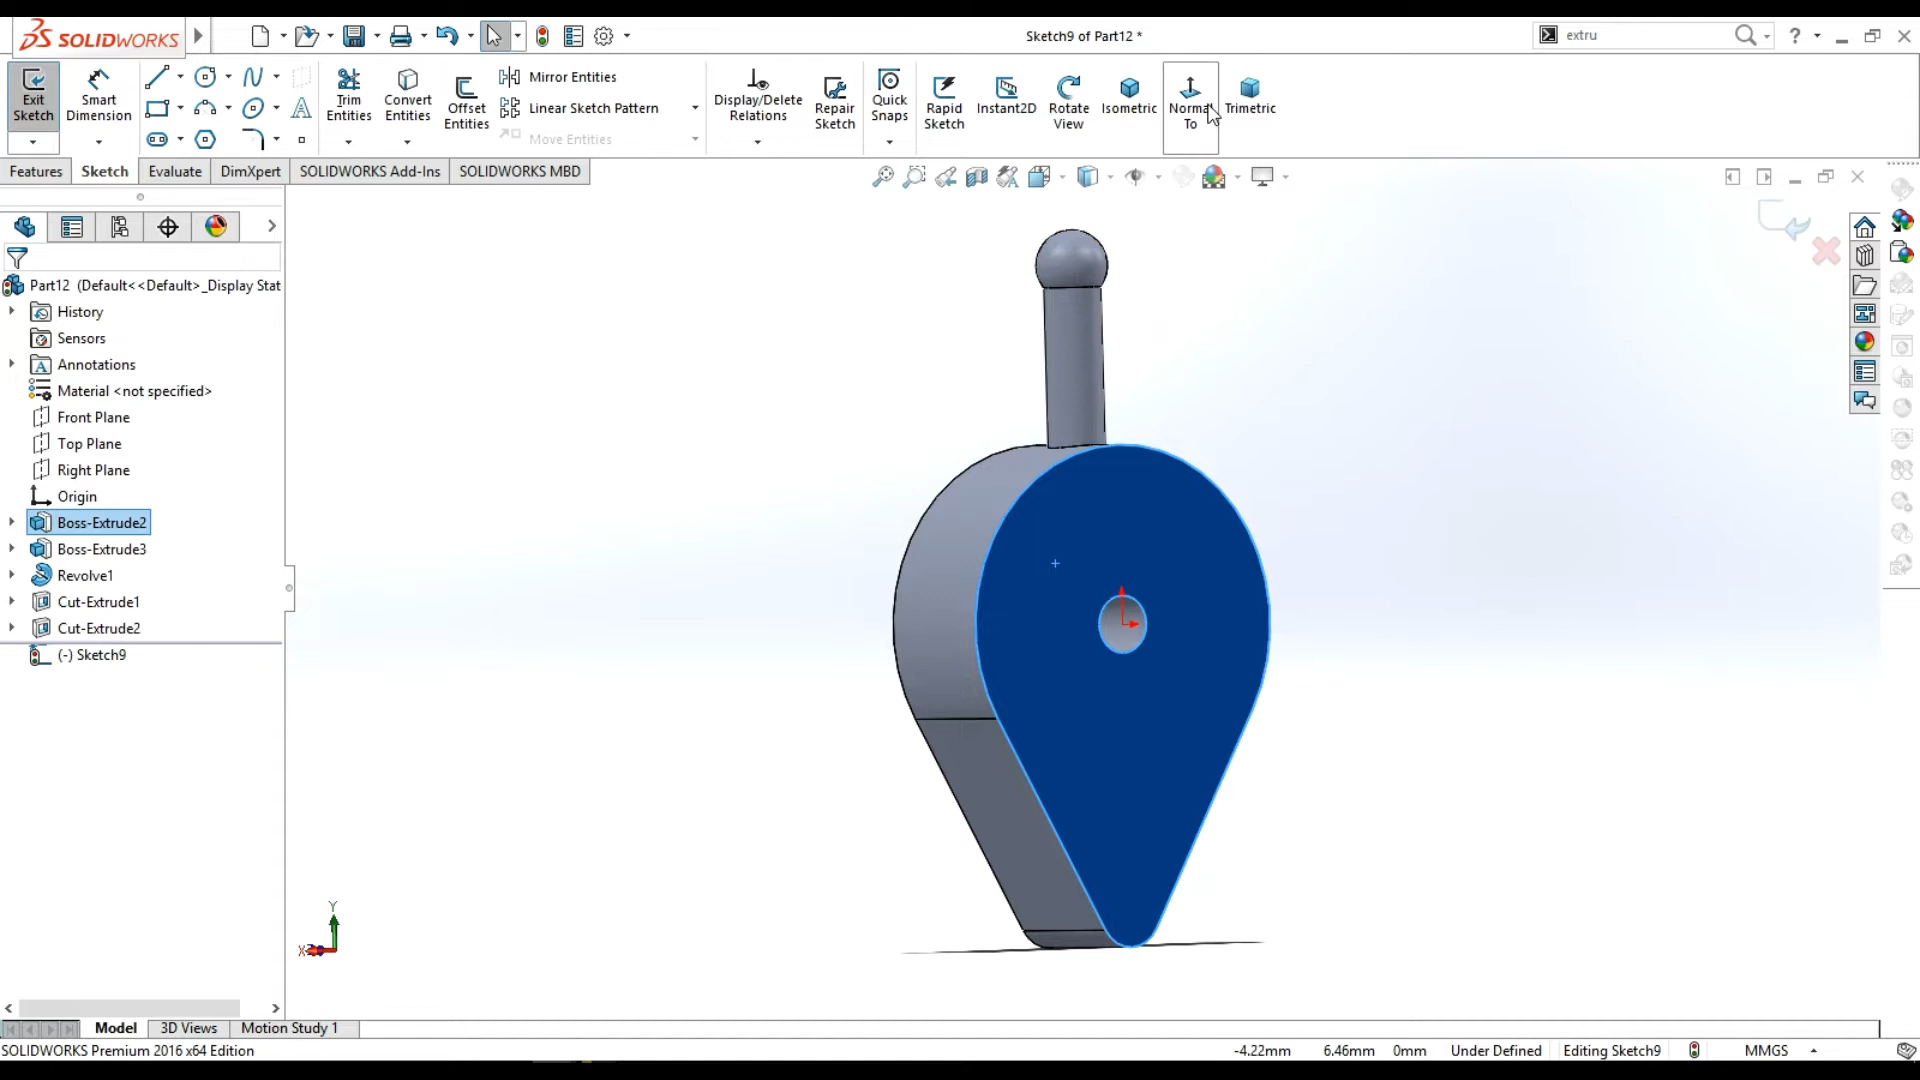 SOLIDWORKS
Sketch9 of Part12 *
extru
?
Exit Sketch
Smart Dimension
Trim Entities
Convert Entities
Offset Entities
Mirror Entities
Linear Sketch Pattern
Move Entities
Display/Delete Relations
Repair Sketch
Quick Snaps
Rapid Sketch
Instant2D
Rotate View
Isometric
Normal To
Trimetric
Features
Sketch
Evaluate
DimXpert
SOLIDWORKS Add-Ins
SOLIDWORKS MBD
Part12 (Default<<Default>_Display Stat
History
Sensors
Annotations
Material <not specified>
Front Plane
Top Plane
Right Plane
Origin
Boss-Extrude2
Boss-Extrude3
Revolve1
Cut-Extrude1
Cut-Extrude2
(-) Sketch9
Y
X
Model
3D Views
Motion Study 1
SOLIDWORKS Premium 2016 x64 Edition
-4.22mm
6.46mm
0mm
Under Defined
Editing Sketch9
MMGS